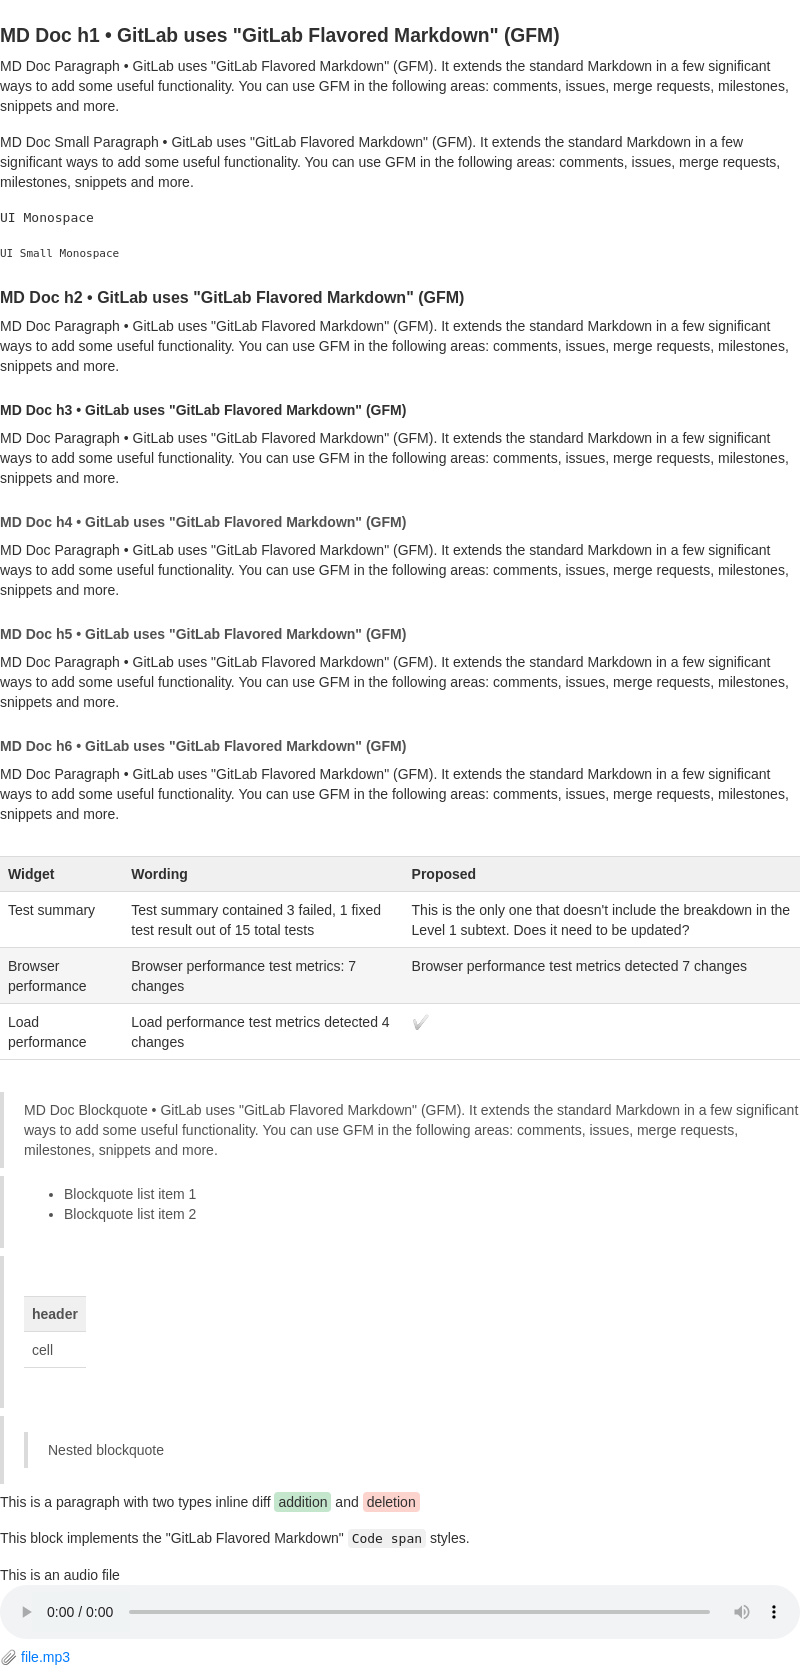 MD Doc h1 • GitLab uses "GitLab Flavored Markdown" (GFM)
MD Doc Paragraph • GitLab uses "GitLab Flavored Markdown" (GFM). It extends the standard Markdown in a few significant
ways to add some useful functionality. You can use GFM in the following areas: comments, issues, merge requests, milestones,
snippets and more.
MD Doc Small Paragraph • GitLab uses "GitLab Flavored Markdown" (GFM). It extends the standard Markdown in a few
significant ways to add some useful functionality. You can use GFM in the following areas: comments, issues, merge requests,
milestones, snippets and more.
UI Monospace
UI Small Monospace
MD Doc h2 • GitLab uses "GitLab Flavored Markdown" (GFM)
MD Doc Paragraph • GitLab uses "GitLab Flavored Markdown" (GFM). It extends the standard Markdown in a few significant
ways to add some useful functionality. You can use GFM in the following areas: comments, issues, merge requests, milestones,
snippets and more.
MD Doc h3 • GitLab uses "GitLab Flavored Markdown" (GFM)
MD Doc Paragraph • GitLab uses "GitLab Flavored Markdown" (GFM). It extends the standard Markdown in a few significant
ways to add some useful functionality. You can use GFM in the following areas: comments, issues, merge requests, milestones,
snippets and more.
MD Doc h4 • GitLab uses "GitLab Flavored Markdown" (GFM)
MD Doc Paragraph • GitLab uses "GitLab Flavored Markdown" (GFM). It extends the standard Markdown in a few significant
ways to add some useful functionality. You can use GFM in the following areas: comments, issues, merge requests, milestones,
snippets and more.
MD Doc h5 • GitLab uses "GitLab Flavored Markdown" (GFM)
MD Doc Paragraph • GitLab uses "GitLab Flavored Markdown" (GFM). It extends the standard Markdown in a few significant
ways to add some useful functionality. You can use GFM in the following areas: comments, issues, merge requests, milestones,
snippets and more.
MD Doc h6 • GitLab uses "GitLab Flavored Markdown" (GFM)
MD Doc Paragraph • GitLab uses "GitLab Flavored Markdown" (GFM). It extends the standard Markdown in a few significant
ways to add some useful functionality. You can use GFM in the following areas: comments, issues, merge requests, milestones,
snippets and more.
Widget Wording Proposed
Test summary Test summary contained 3 failed, 1 fixed This is the only one that doesn't include the breakdown in the
test result out of 15 total tests Level 1 subtext. Does it need to be updated?
Browser Browser performance test metrics: 7 Browser performance test metrics detected 7 changes
performance changes
Load Load performance test metrics detected 4 ✔
performance changes
MD Doc Blockquote • GitLab uses "GitLab Flavored Markdown" (GFM). It extends the standard Markdown in a few significant
ways to add some useful functionality. You can use GFM in the following areas: comments, issues, merge requests,
milestones, snippets and more.
• Blockquote list item 1
• Blockquote list item 2
header
cell
Nested blockquote
This is a paragraph with two types inline diff addition and deletion
This block implements the "GitLab Flavored Markdown" Code span styles.
This is an audio file
0:00 / 0:00
file.mp3